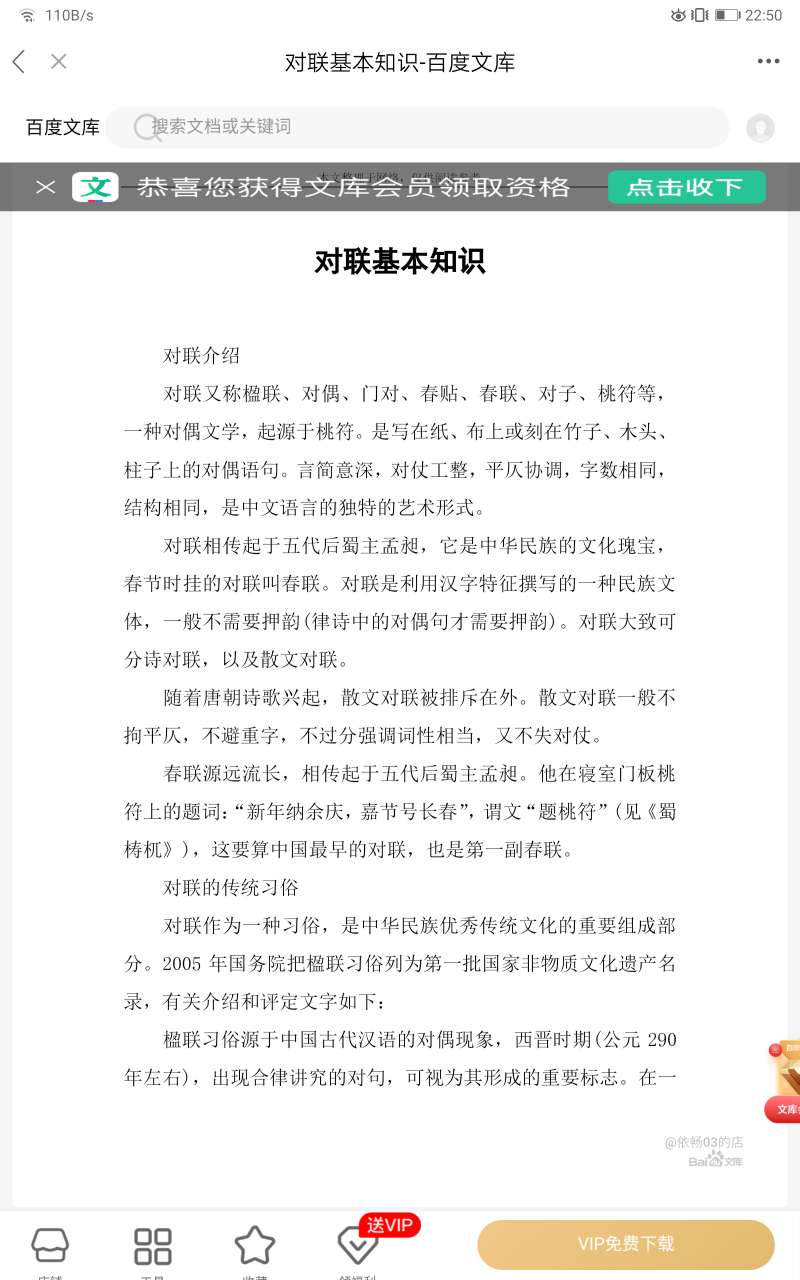 110B/s
22:50
对联基本知识-百度文库
百度文库
搜索文档或关键词
文
恭喜您获得文库会员领取资格
点击收下
对联基本知识
对联介绍
对联又称楹联、对偶、门对、春贴、春联、对子、桃符等，
一种对偶文学，起源于桃符。是写在纸、布上或刻在竹子、木头、
柱子上的对偶语句。言简意深，对仗工整，平仄协调，字数相同，
结构相同，是中文语言的独特的艺术形式。
对联相传起于五代后蜀主孟昶，它是中华民族的文化瑰宝，
春节时挂的对联叫春联。对联是利用汉字特征撰写的一种民族文
体，一般不需要押韵(律诗中的对偶句才需要押韵)。对联大致可
分诗对联，以及散文对联。
随着唐朝诗歌兴起，散文对联被排斥在外。散文对联一般不
拘平仄，不避重字，不过分强调词性相当，又不失对仗。
春联源远流长，相传起于五代后蜀主孟昶。他在寝室门板桃
符上的题词：“新年纳余庆，嘉节号长春”，谓文“题桃符”(见《蜀
梼杌》)，这要算中国最早的对联，也是第一副春联。
对联的传统习俗
对联作为一种习俗，是中华民族优秀传统文化的重要组成部
分。2005 年国务院把楹联习俗列为第一批国家非物质文化遗产名
录，有关介绍和评定文字如下：
楹联习俗源于中国古代汉语的对偶现象，西晋时期(公元 290
年左右)，出现合律讲究的对句，可视为其形成的重要标志。在一
文库
@依畅03的店
Bai文库
送VIP
VIP免费下载